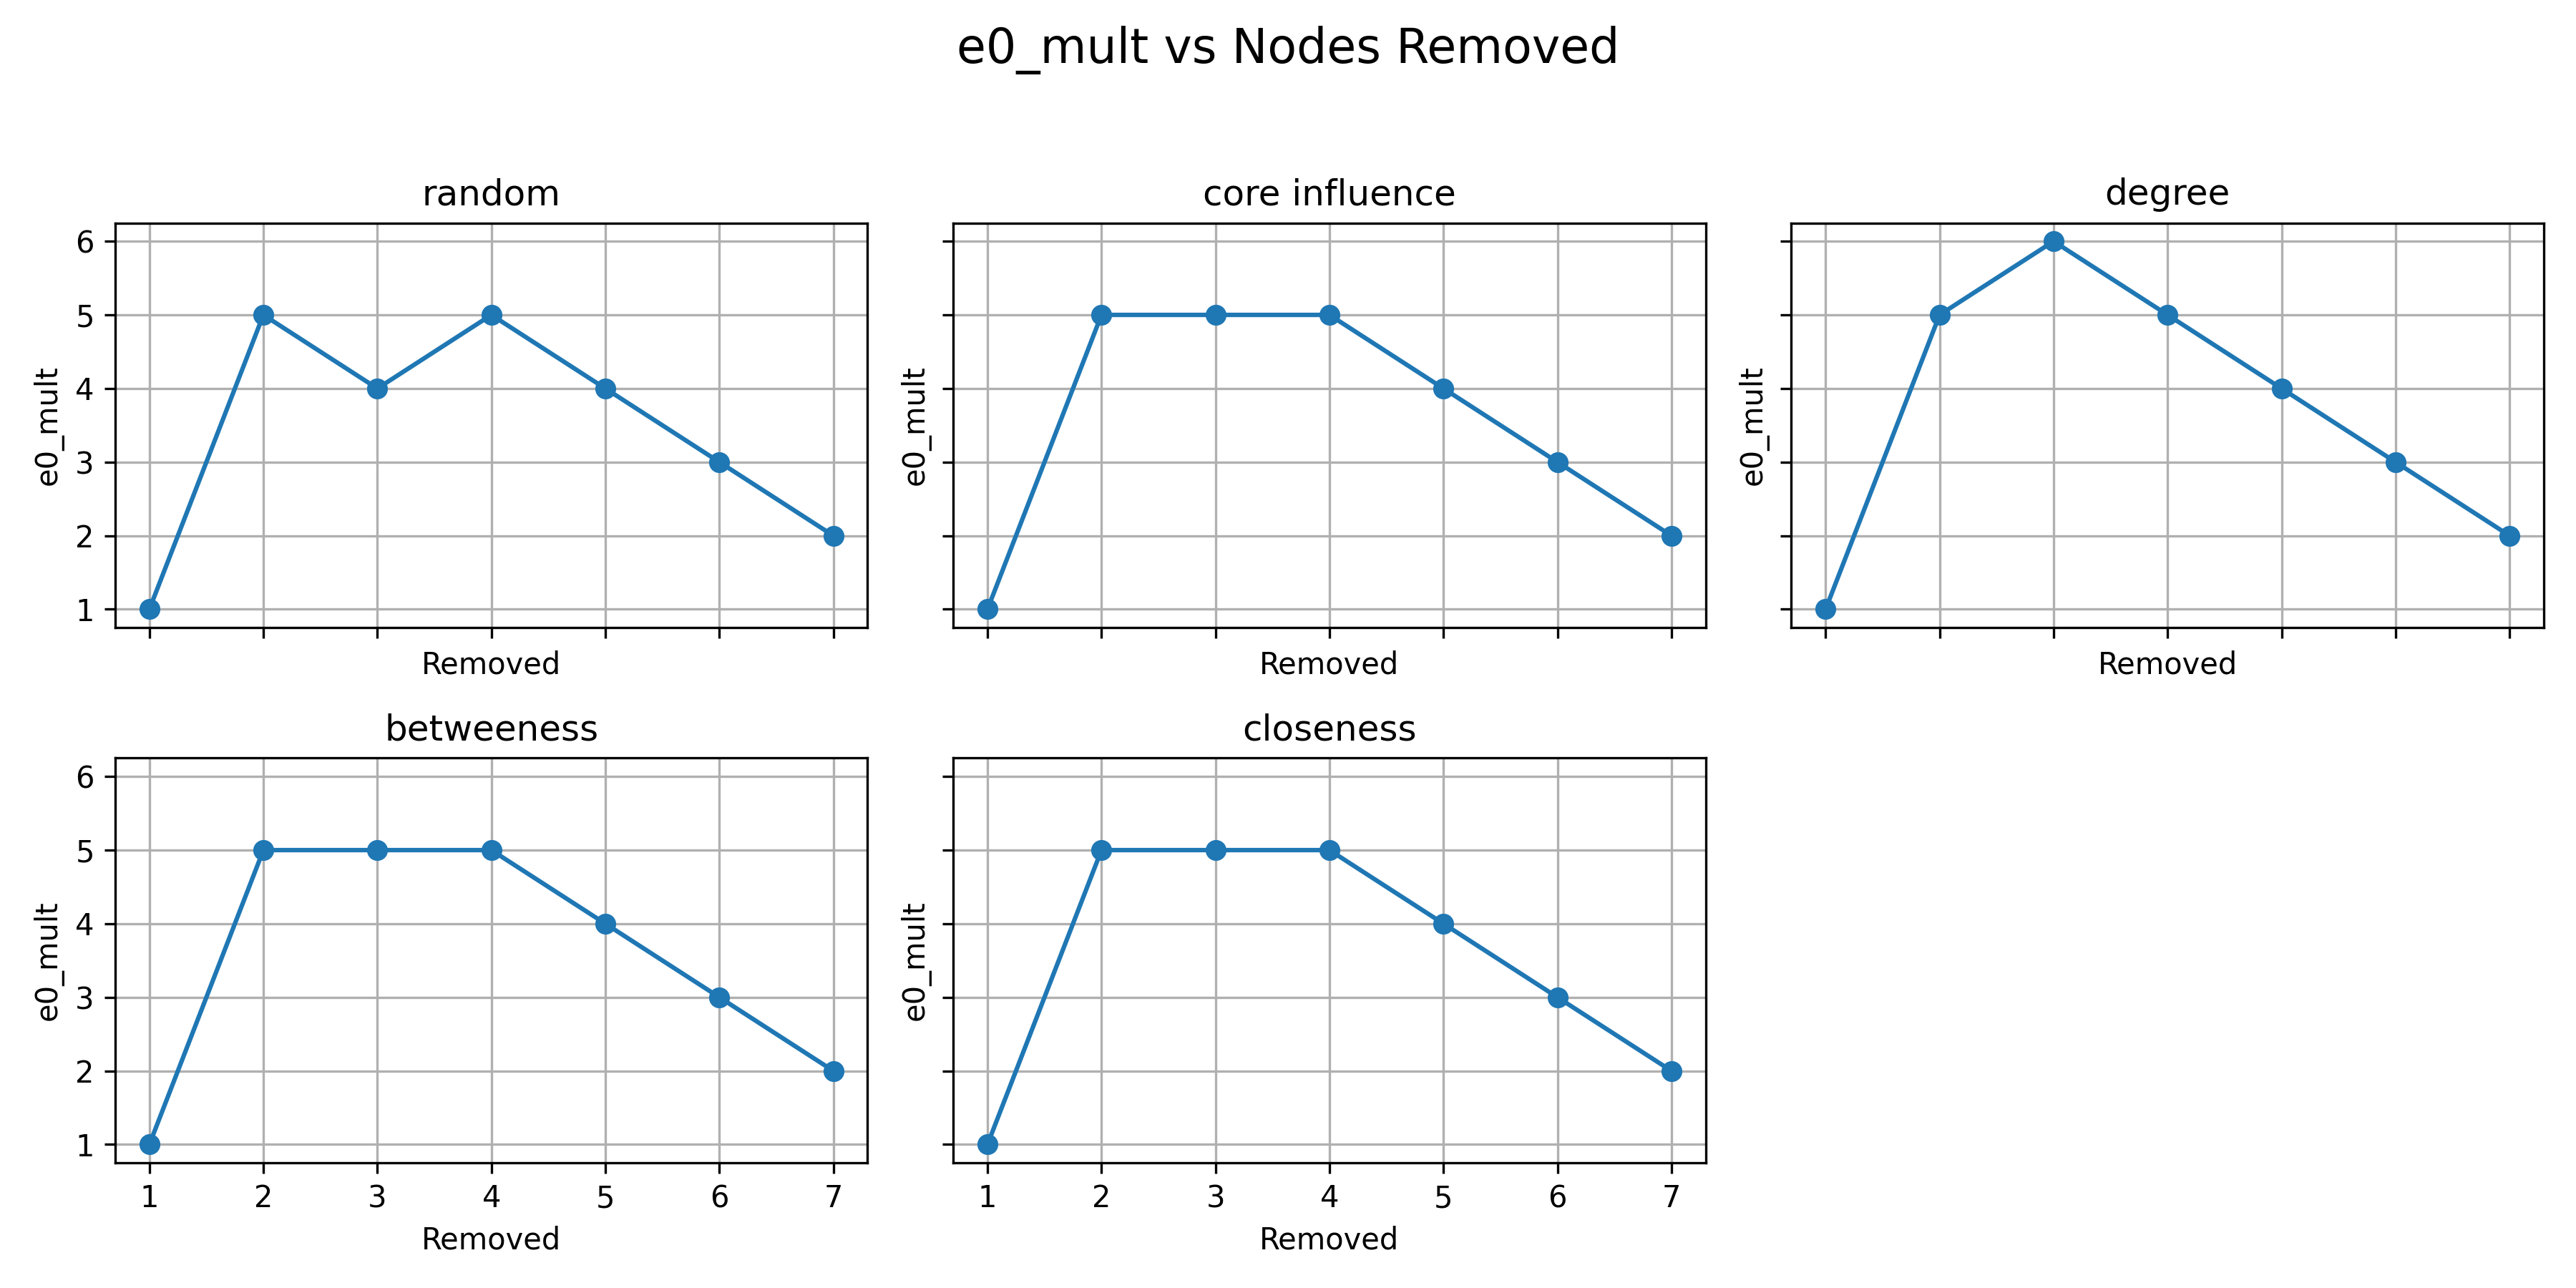 e0_mult vs Nodes Removed
random
6
5
4
3
2
1
e0_mult
Removed
core influence
e0_mult
Removed
degree
e0_mult
Removed
betweeness
6
5
4
3
2
1
e0_mult
1 2 3 4 5 6 7
Removed
closeness
e0_mult
1 2 3 4 5 6 7
Removed